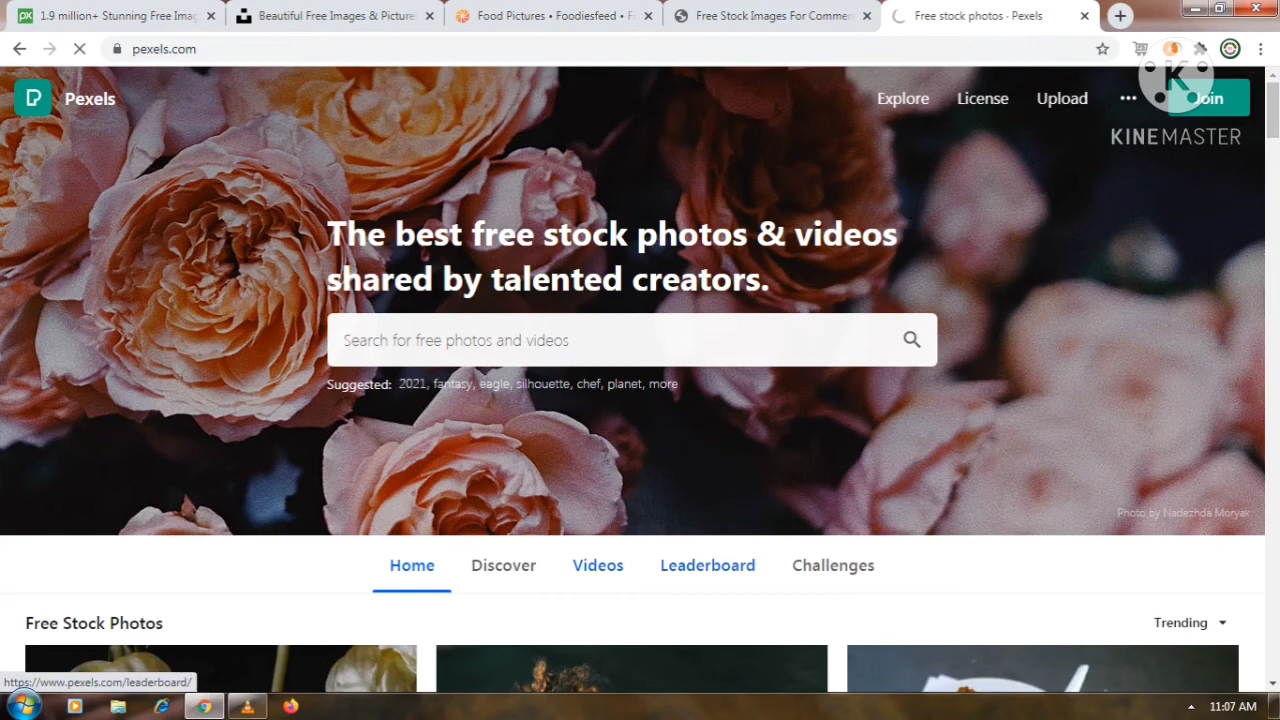 1.9 million+ Stunning Free Imag
Beautiful Free Images & Picture
Food Pictures • Foodiesfeed • Fr
Free Stock Images For Commer
Free stock photos · Pexels
pexels.com
Pexels
Explore
License
Upload
Join
K
KINEMASTER
The best free stock photos & videos
shared by talented creators.
Search for free photos and videos
Suggested: 2021, fantasy, eagle, silhouette, chef, planet, more
Photo by Nadezhda Moryak
Home
Discover
Videos
Leaderboard
Challenges
Free Stock Photos
Trending
https://www.pexels.com/leaderboard/
11:07 AM